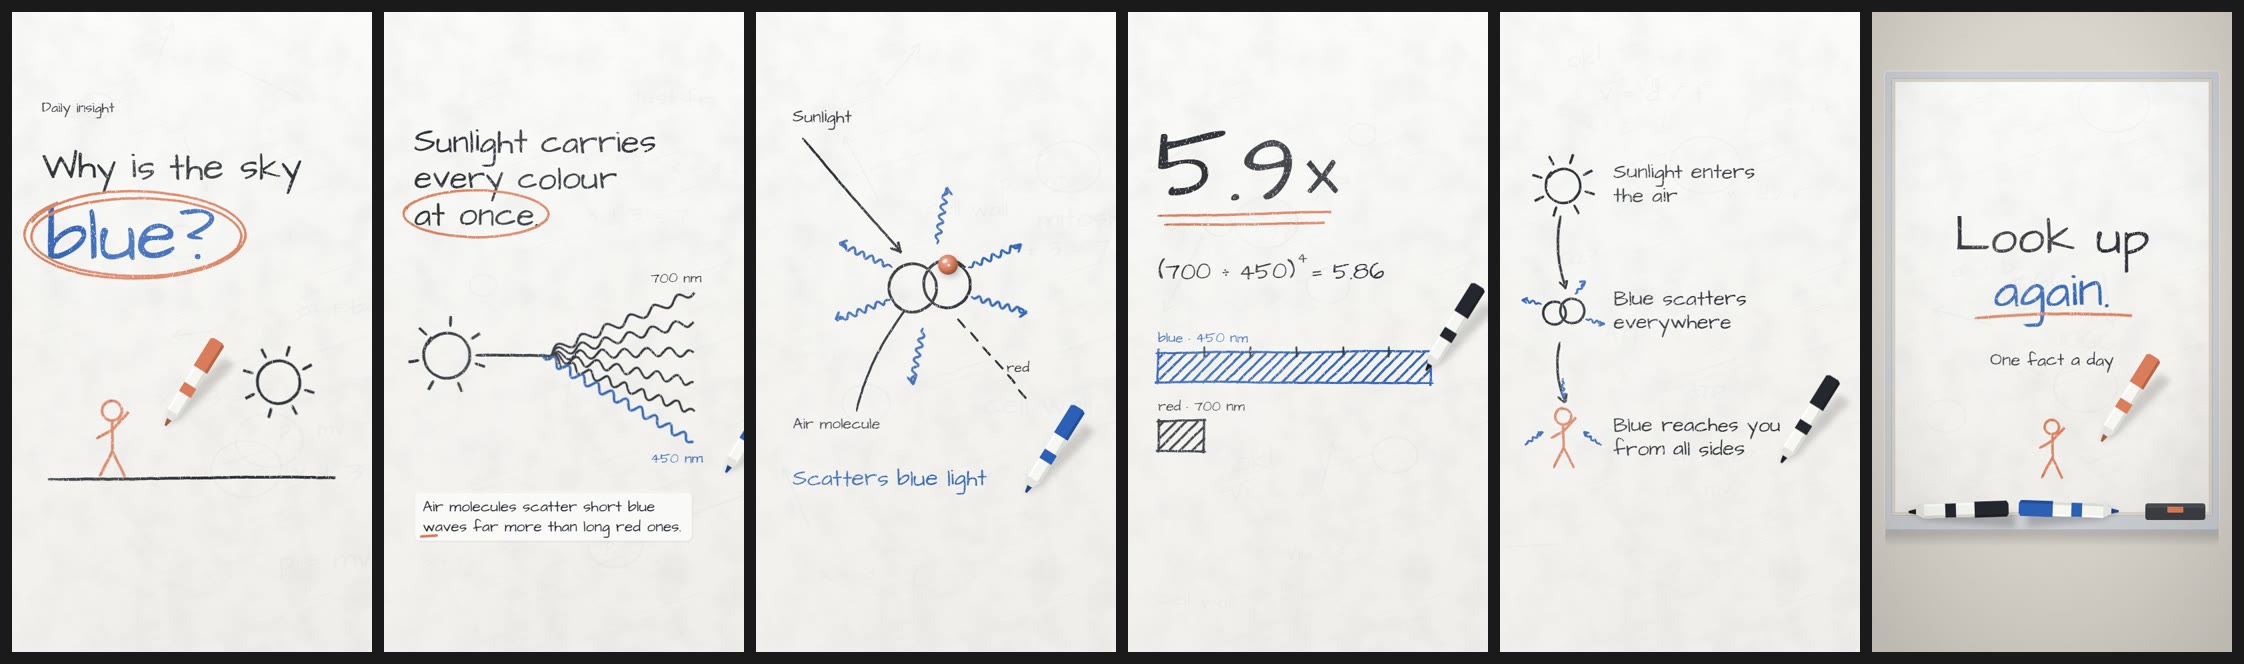 Daily insight
Why is the sky
blue?
Sunlight carries
every colour
at once.
700 nm
450 nm
Air molecules scatter short blue
waves far more than long red ones.
Sunlight
red
Air molecule
Scatters blue light
5.9x
(700 ÷ 450)⁴ = 5.86
blue · 450 nm
red · 700 nm
Sunlight enters
the air
Blue scatters
everywhere
Blue reaches you
from all sides
Look up
again.
One fact a day